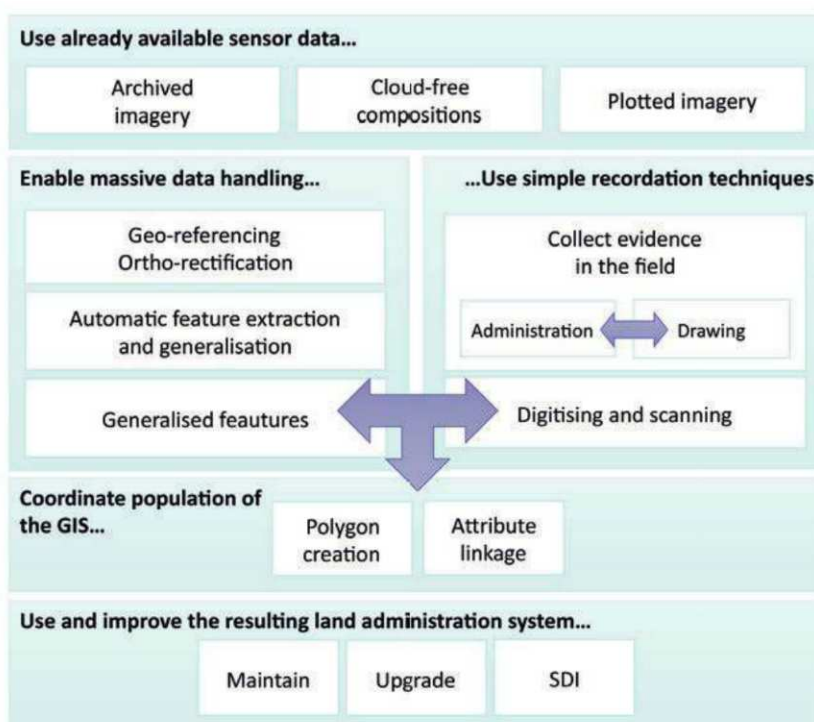 Use already available sensor data...
Archived
imagery
Cloud-free
compositions
Plotted imagery
Enable massive data handling...
Geo-referencing
Ortho-rectification
Automatic feature extraction
and generalisation
Generalised feautures
...Use simple recordation techniques
Collect evidence
in the field
Administration
Drawing
Digitising and scanning
Coordinate population of
the GIS...
Polygon
creation
Attribute
linkage
Use and improve the resulting land administration system...
Maintain
Upgrade
SDI